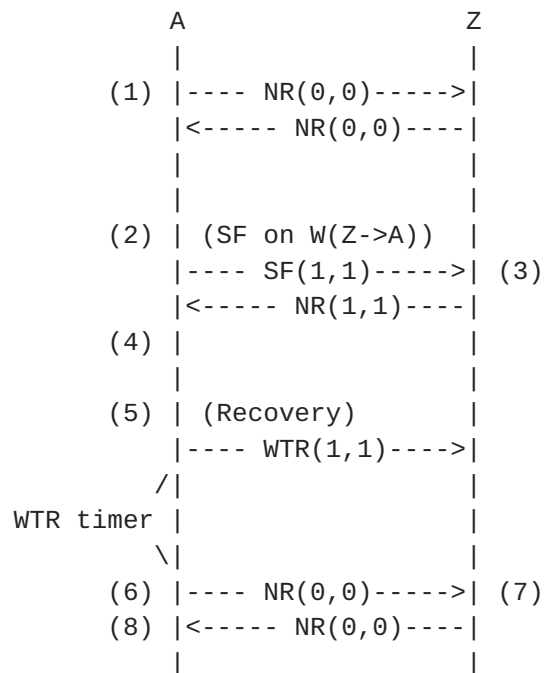 A                  Z
            |                  |
        (1) |---- NR(0,0)----->|
            |<----- NR(0,0)----|
            |                  |
            |                  |
        (2) | (SF on W(Z->A))  |
            |---- SF(1,1)----->| (3)
            |<----- NR(1,1)----|
        (4) |                  |
            |                  |
        (5) | (Recovery)       |
            |---- WTR(1,1)---->|
           /|                  |
  WTR timer |                  |
           \|                  |
        (6) |---- NR(0,0)----->| (7)
        (8) |<----- NR(0,0)----|
            |                  |